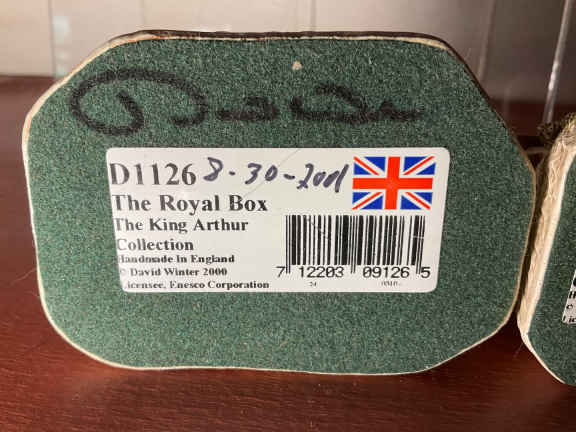 D1126 8-30-2001
The Royal Box
The King Arthur
Collection
Handmade In England
© David Winter 2000
Licensee, Enesco Corporation
7 12203 09126 5
24